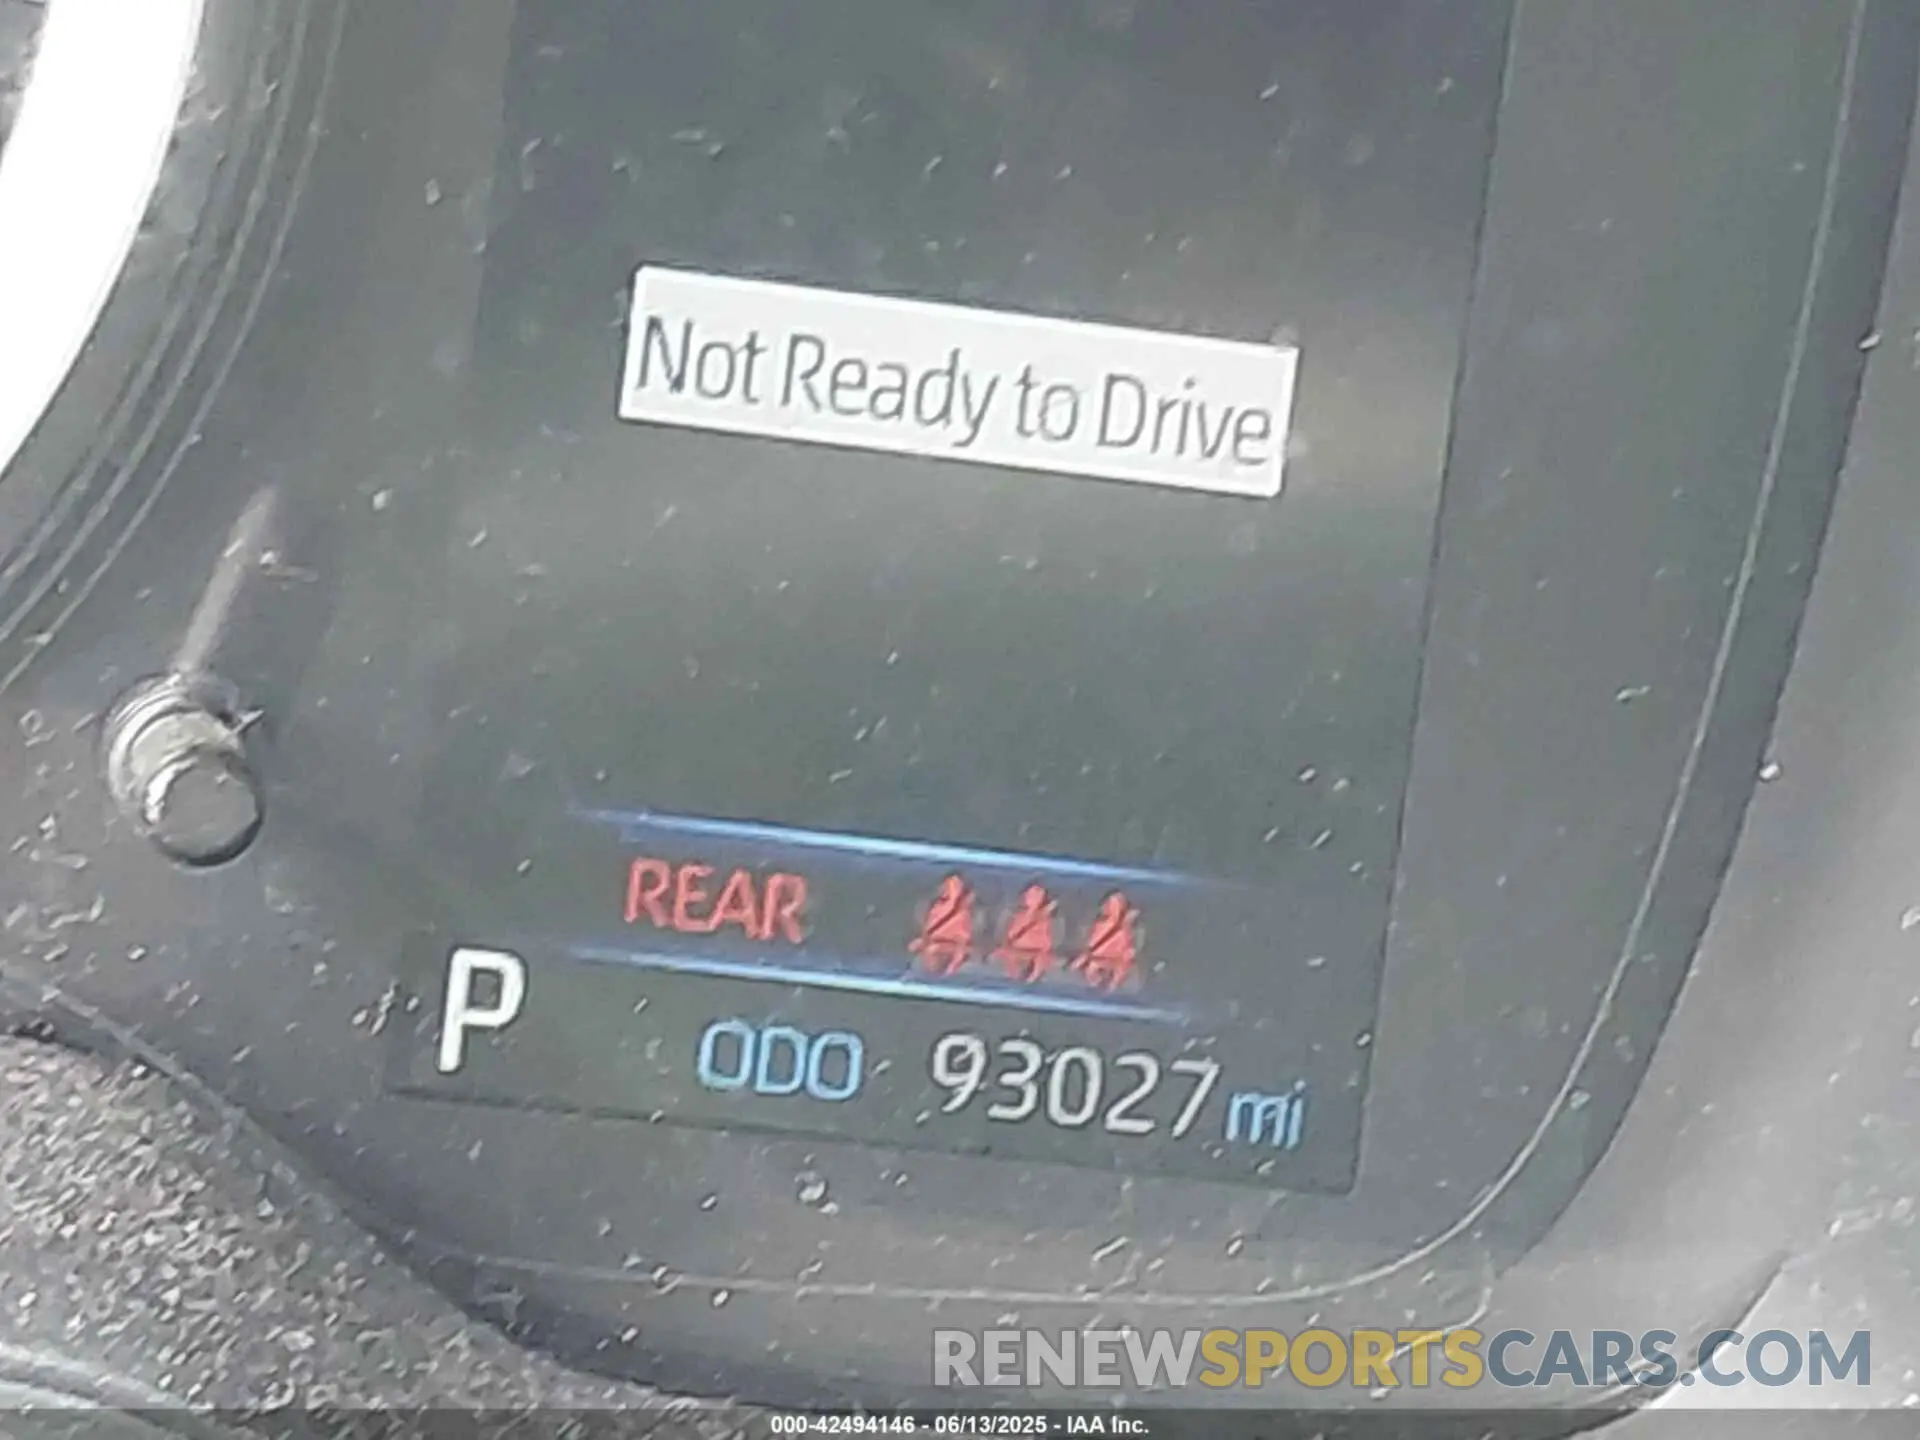 Not Ready to Drive
REAR
P ODO 93027 mi
RENEWSPORTSCARS.COM
000-42494146 - 06/13/2025 - IAA Inc.